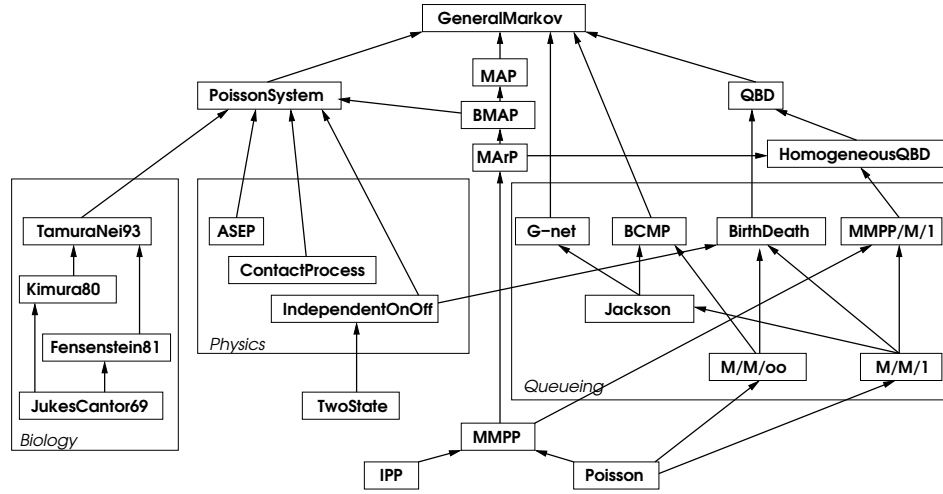 GeneralMarkov
MAP
PoissonSystem
QBD
BMAP
MArP
HomogeneousQBD
TamuraNei93
ASEP
G−net
BCMP
BirthDeath
MMPP/M/1
ContactProcess
Kimura80
IndependentOnOff
Jackson
Fensenstein81
Physics
M/M/oo
M/M/1
Queueing
JukesCantor69
TwoState
Biology
MMPP
IPP
Poisson